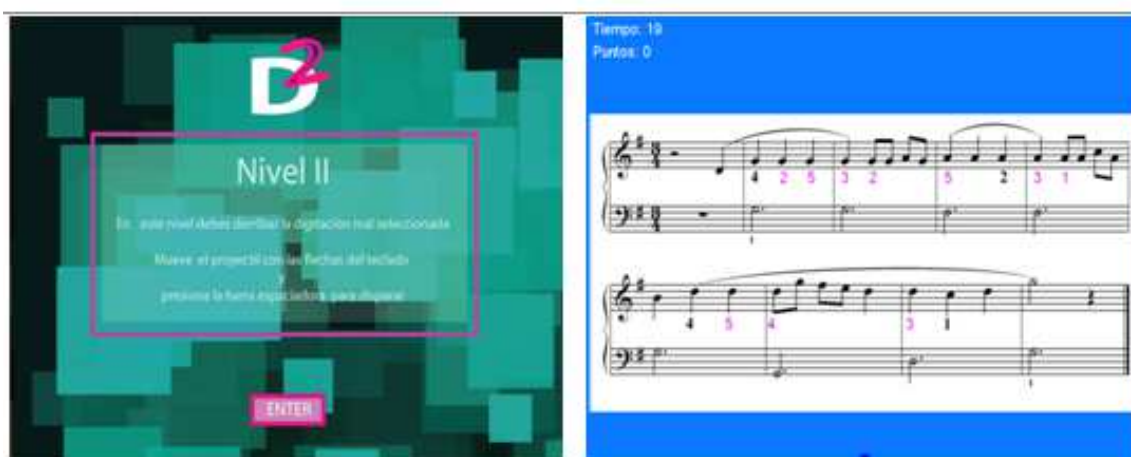 D2
Nivel II
En este nivel debes derribar la digitación mal seleccionada
Mueve el proyectil con las flechas del teclado
y
presiona la barra espaciadora para disparar
ENTER
Tiempo: 19
Puntos: 0
4 2 5 3 2 5 2 3 1
1
4 5 4 3 1
1